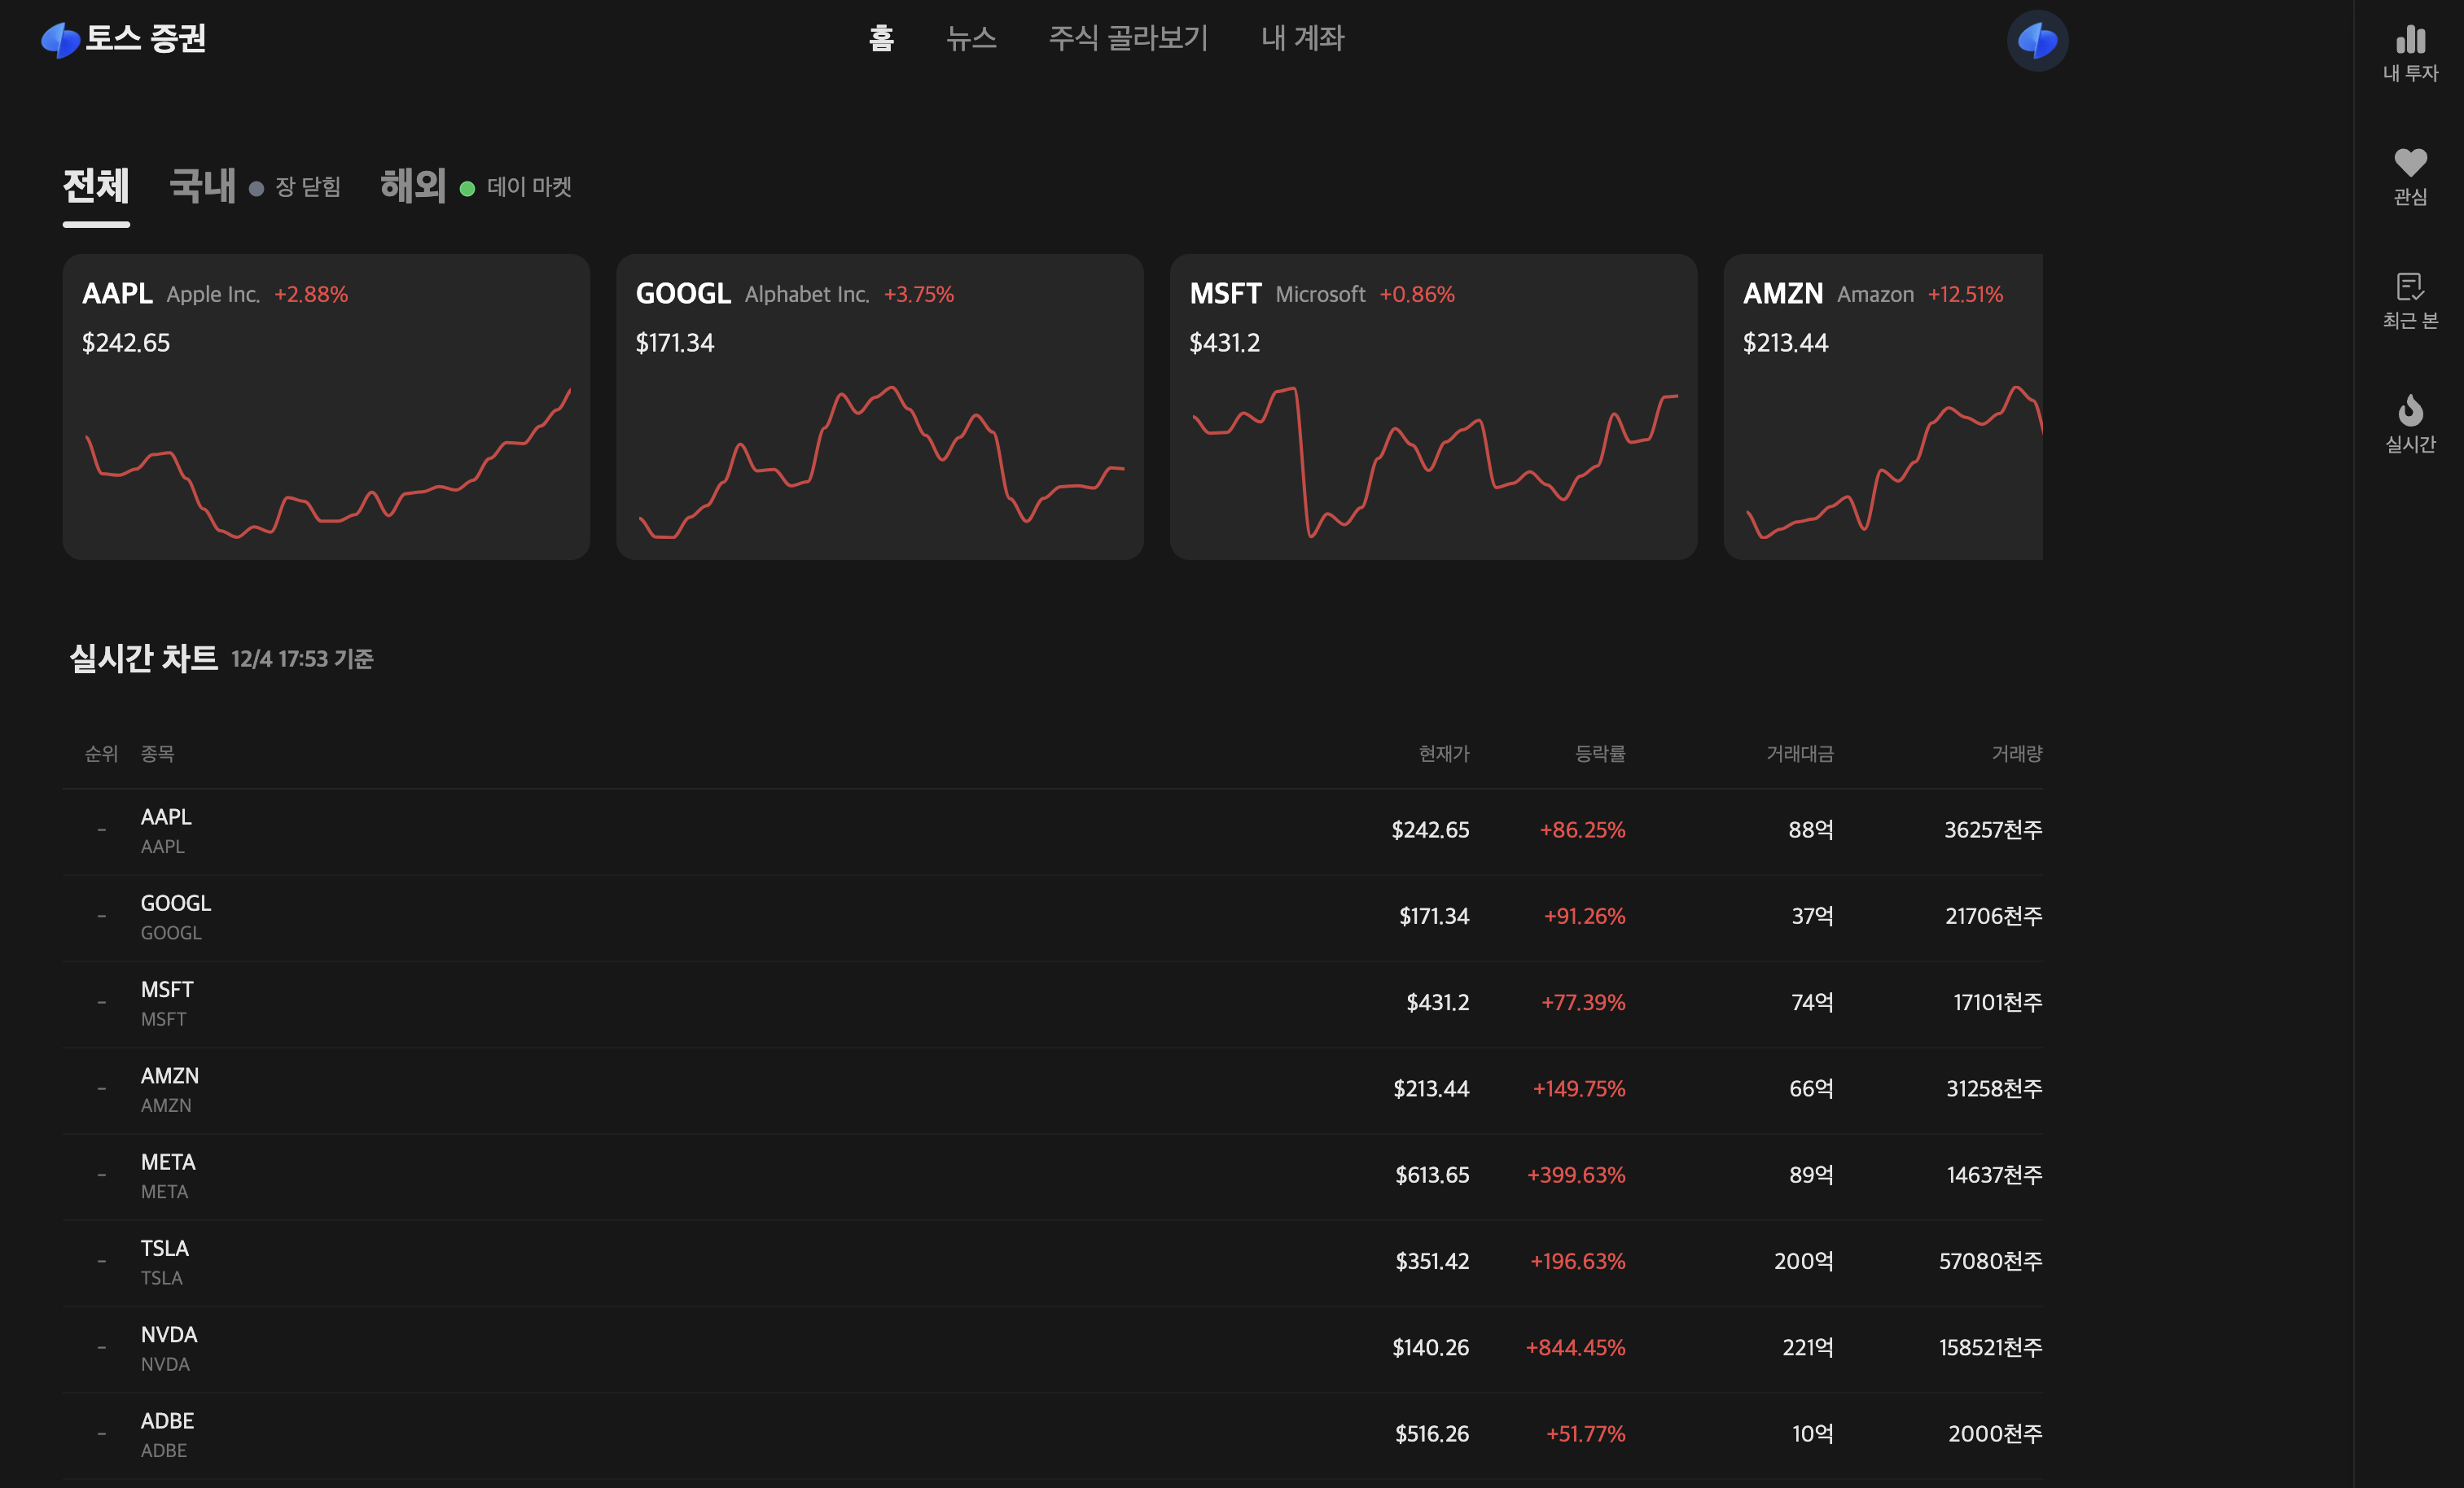 토스 증권 홈 뉴스 주식 골라보기 내 계좌
내 투자
관심
최근 본
실시간
전체 국내 장 닫힘 해외 데이 마켓
AAPL Apple Inc. +2.88%
$242.65
GOOGL Alphabet Inc. +3.75%
$171.34
MSFT Microsoft +0.86%
$431.2
AMZN Amazon +12.51%
$213.44
실시간 차트 12/4 17:53 기준
순위 종목 현재가 등락률 거래대금 거래량
- AAPL $242.65 +86.25% 88억 36257천주
AAPL
- GOOGL $171.34 +91.26% 37억 21706천주
GOOGL
- MSFT $431.2 +77.39% 74억 17101천주
MSFT
- AMZN $213.44 +149.75% 66억 31258천주
AMZN
- META $613.65 +399.63% 89억 14637천주
META
- TSLA $351.42 +196.63% 200억 57080천주
TSLA
- NVDA $140.26 +844.45% 221억 158521천주
NVDA
- ADBE $516.26 +51.77% 10억 2000천주
ADBE